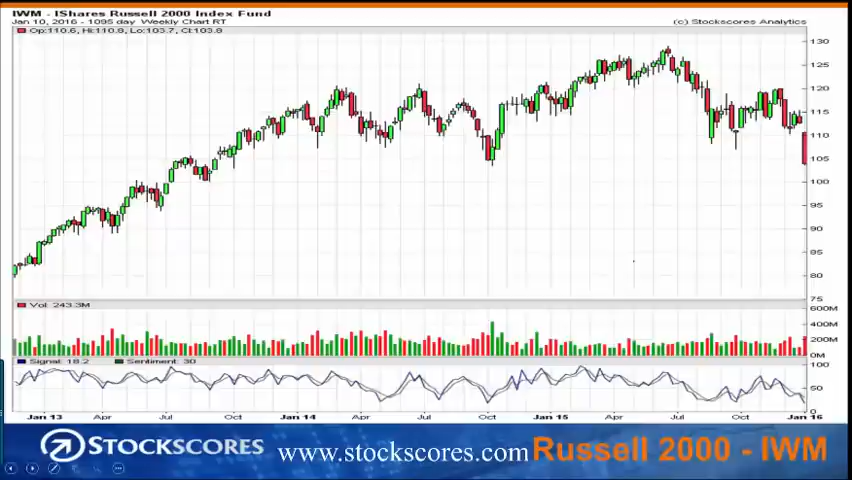 IWM - IShares Russell 2000 Index Fund
Jan 10, 2016 - 1095 day Weekly Chart RT
(c) Stockscores Analytics
Op:110.6, Hi:110.8, Lo:103.7, Cl:103.8
130
125
120
115
110
105
100
95
90
85
80
75
Vol: 243.3M
600M
400M
200M
0M
Signal: 18.2 Sentiment: 30
100
50
0
Jan 13 Apr Jul Oct Jan 14 Apr Jul Oct Jan 15 Apr Jul Oct Jan 16
STOCKSCORES www.stockscores.com Russell 2000 - IWM